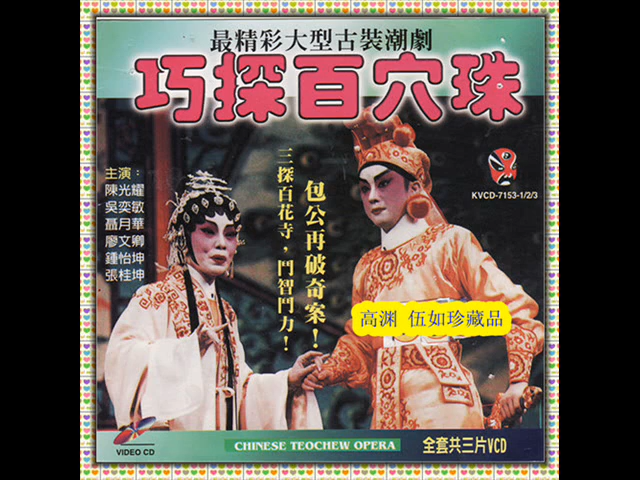 最精彩大型古裝潮劇
巧探百穴珠
KVCD-7153-1/2/3
主演：
陳光耀
吳奕敏
聶月華
廖文卿
鍾怡坤
張桂坤
包公再破奇案！
三探百花寺，鬥智鬥力！
高渊 伍如珍藏品
VIDEO CD
CHINESE TEOCHEW OPERA
全套共三片VCD